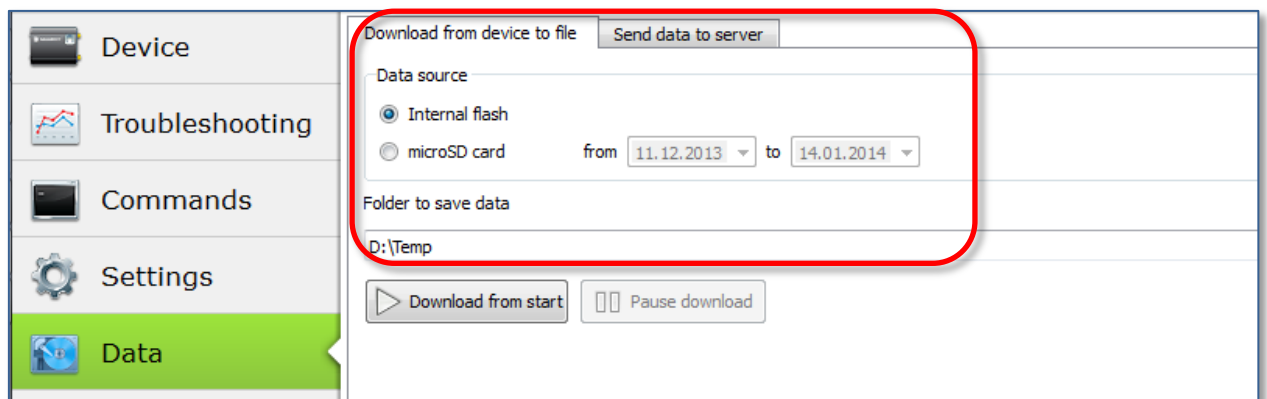 Device
Troubleshooting
Commands
Settings
Data
Download from device to file Send data to server
Data source
Internal flash
microSD card from 11.12.2013 to 14.01.2014
Folder to save data
D:\Temp
Download from start Pause download